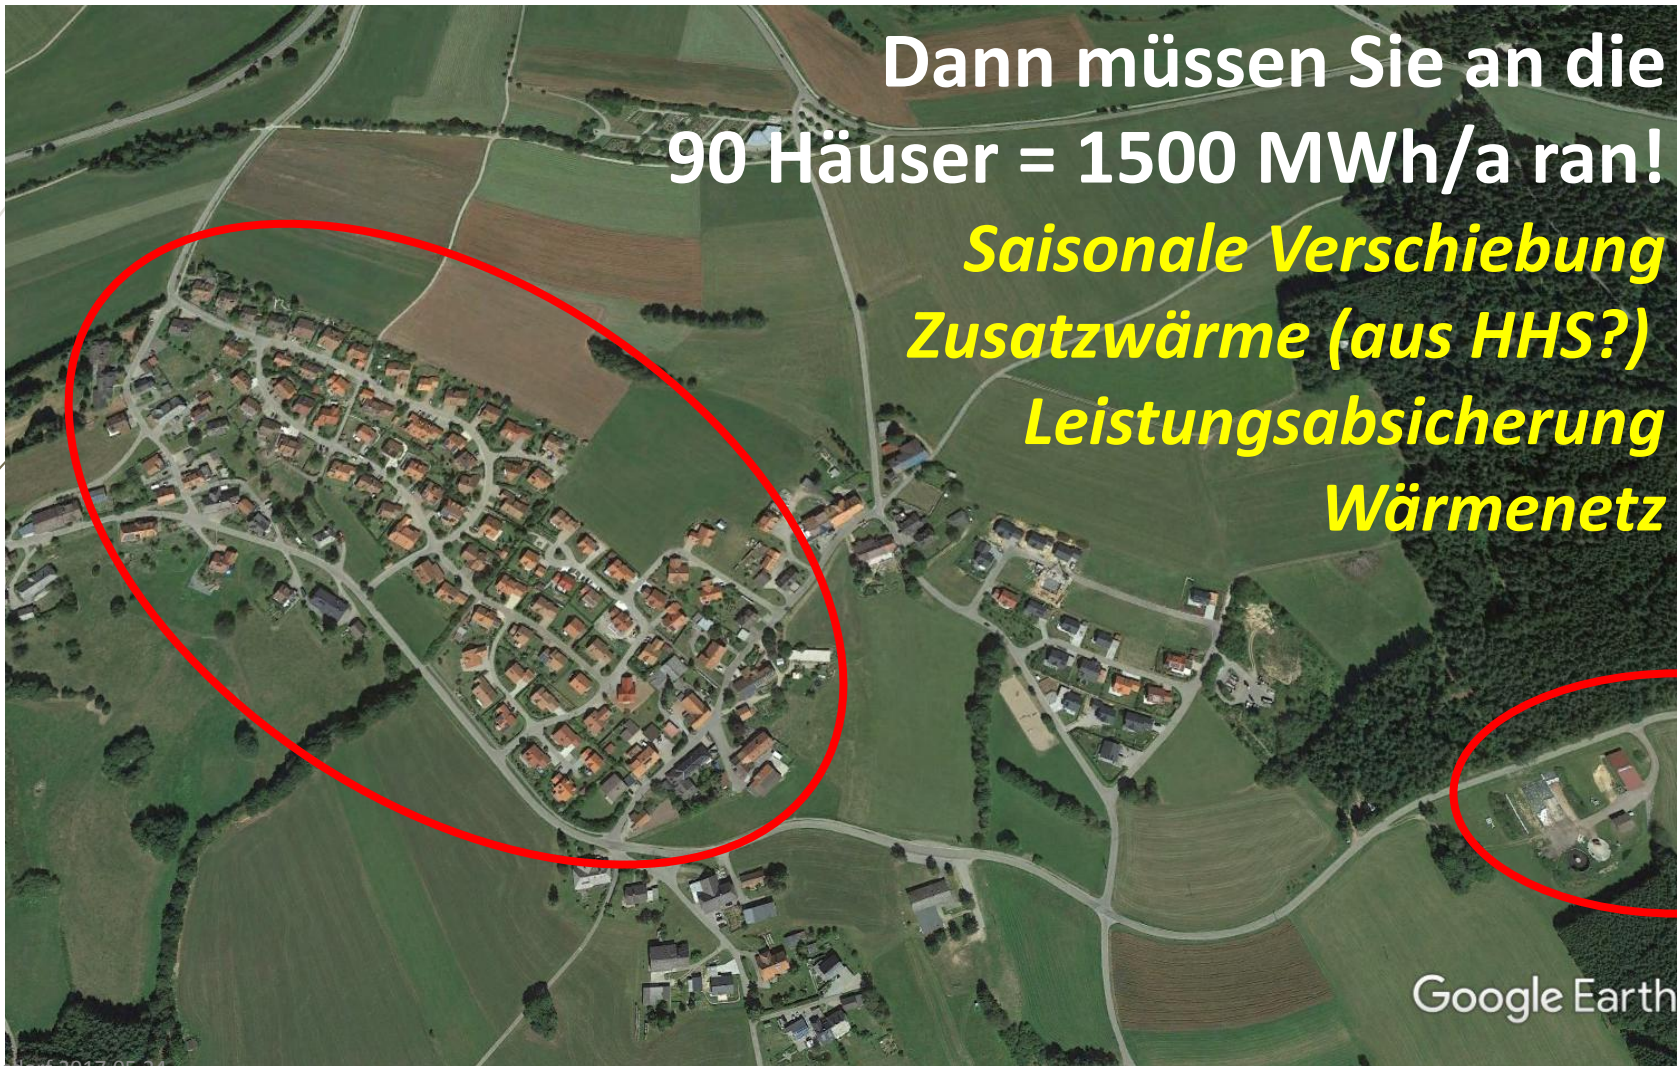 Dann müssen Sie an die
90 Häuser = 1500 MWh/a ran!
Saisonale Verschiebung
Zusatzwärme (aus HHS?)
Leistungsabsicherung
Wärmenetz
Google Earth